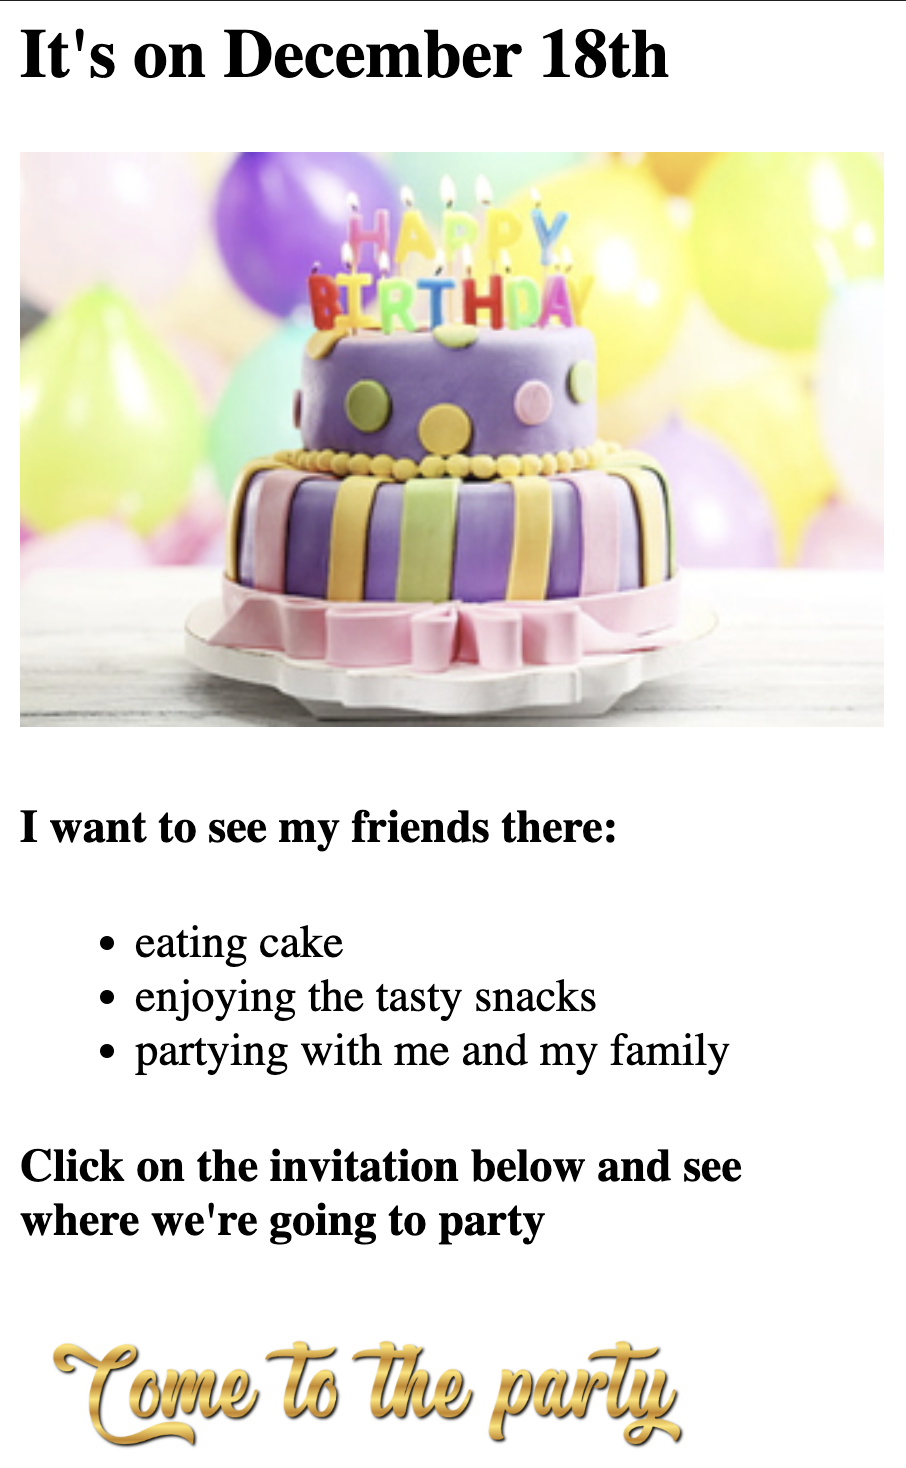 It's on December 18th
HAPPY
BIRTHDAY
I want to see my friends there:
• eating cake
• enjoying the tasty snacks
• partying with me and my family
Click on the invitation below and see
where we're going to party
Come to the party